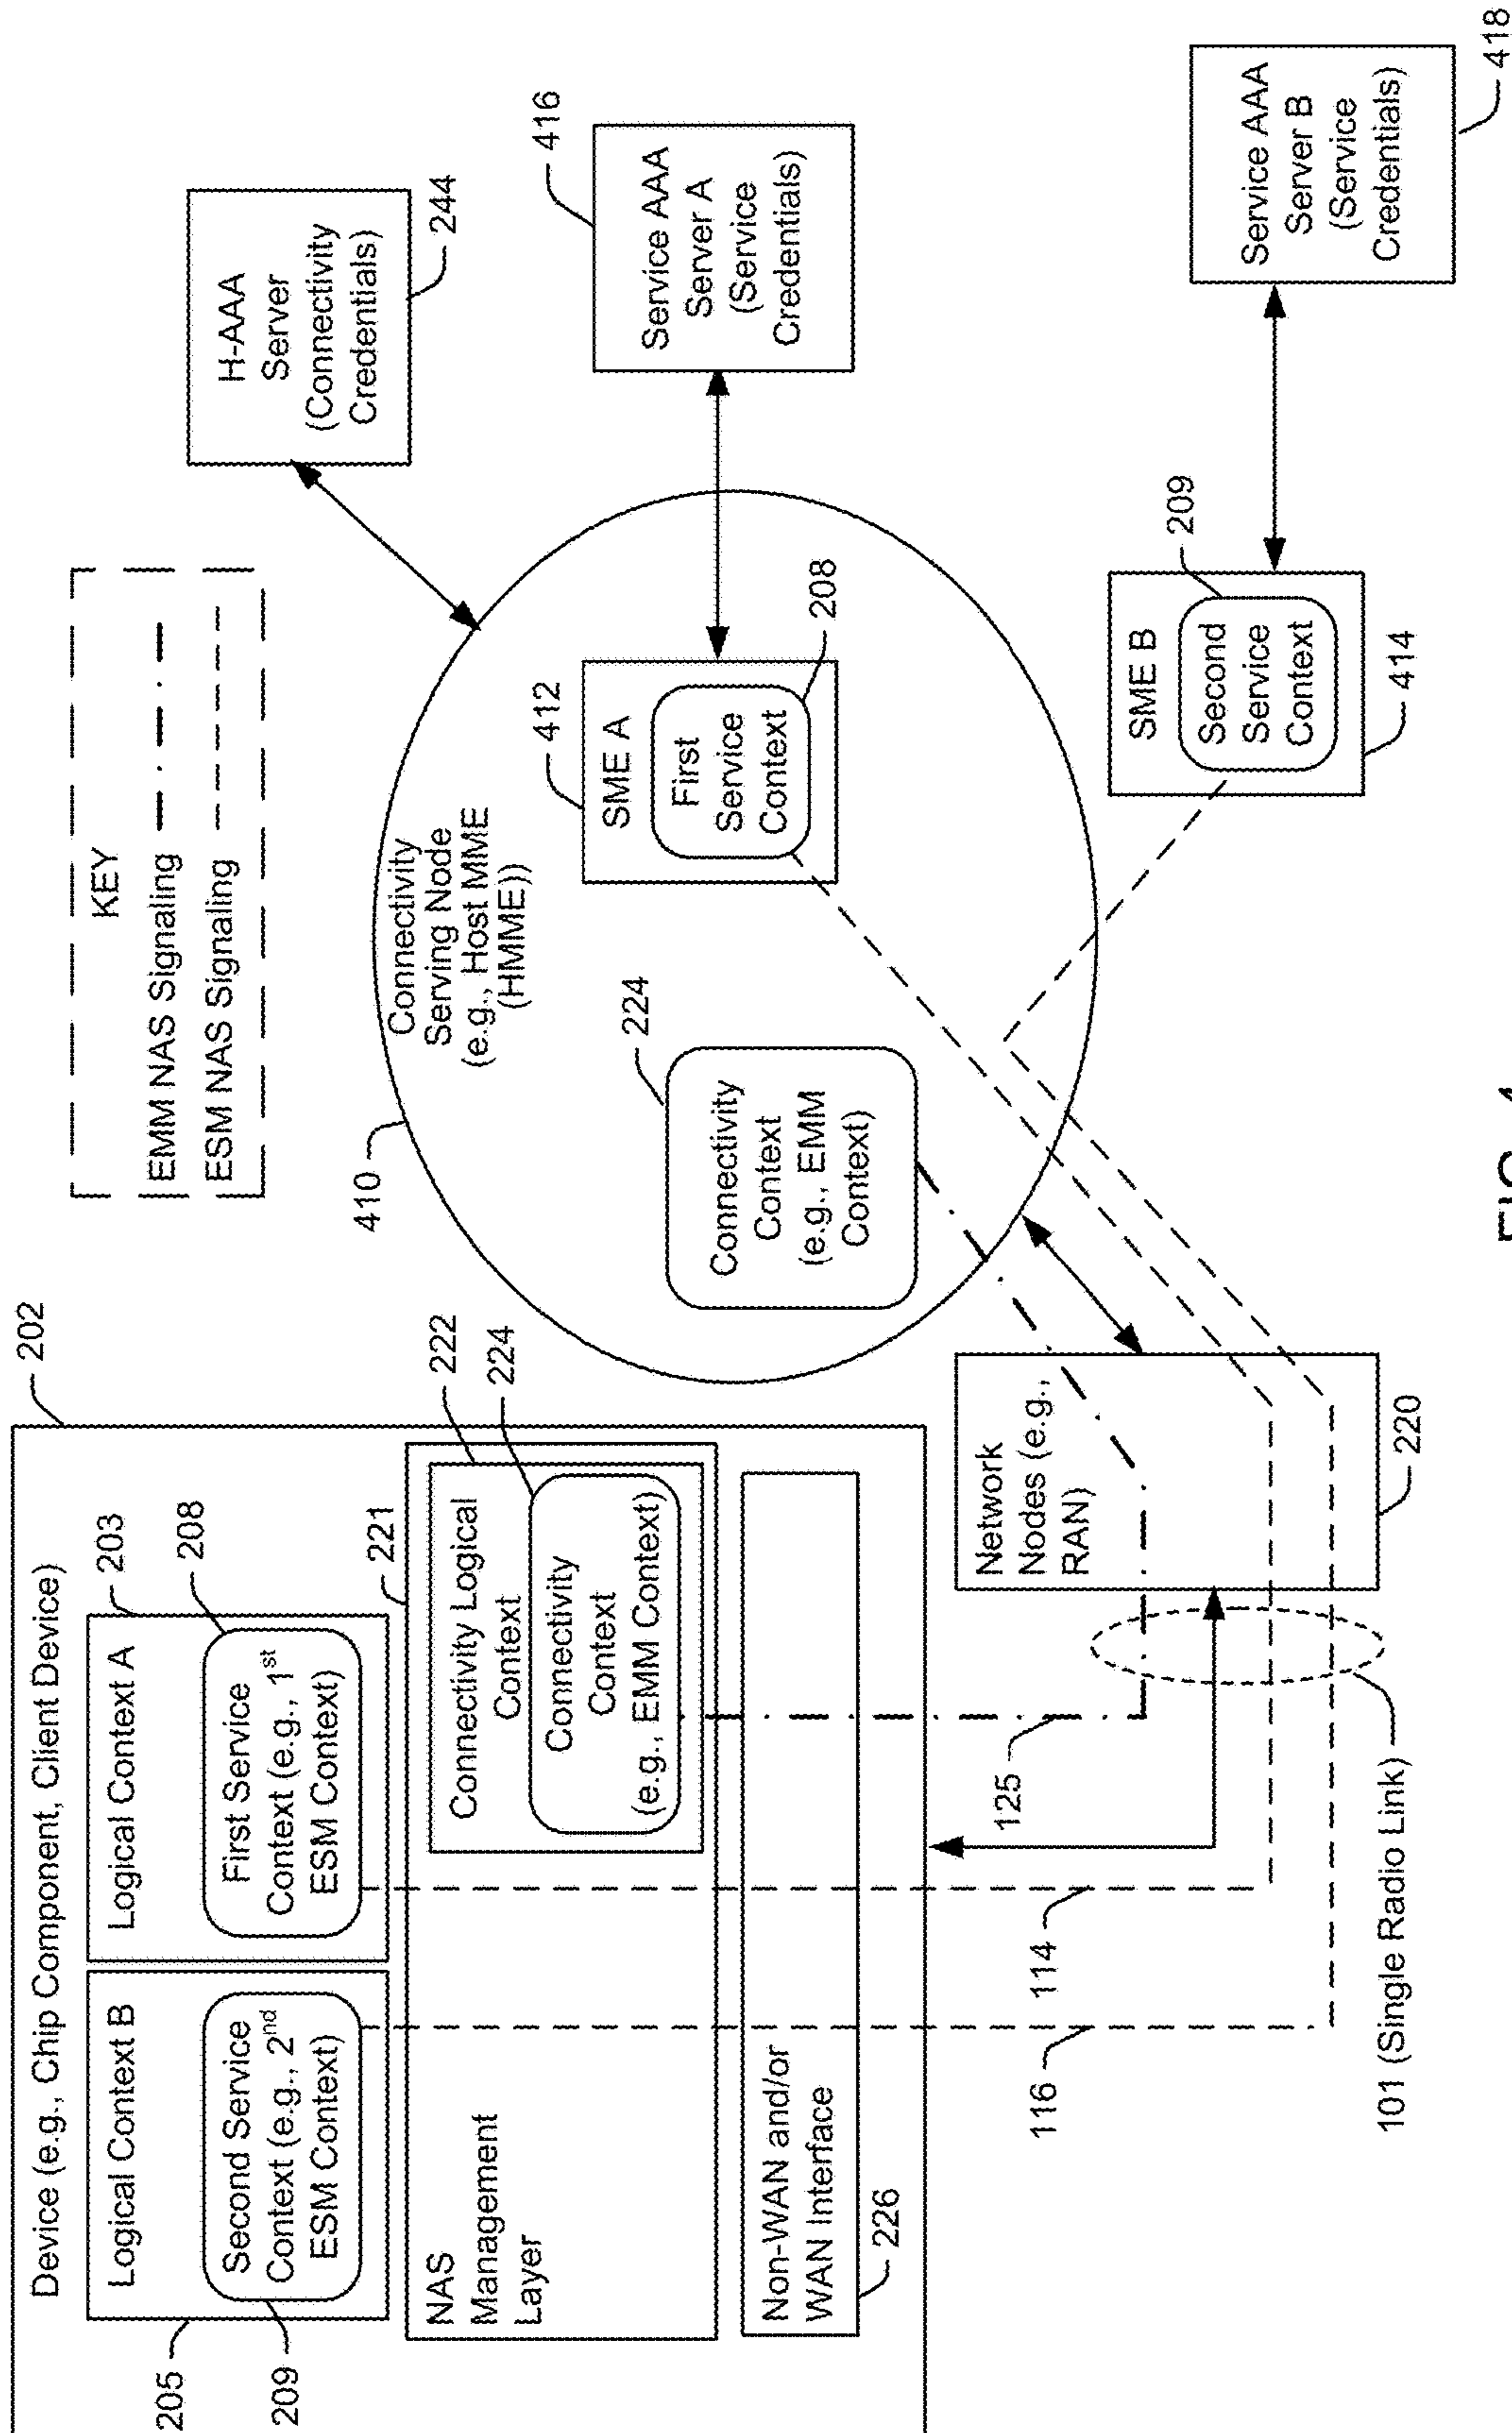 Device (e.g., Chip Component, Client Device)
202
Logical Context B
Second Service
Context (e.g., 2nd
ESM Context)
205
209
Logical Context A
203
First Service
Context (e.g., 1st
ESM Context)
208
NAS
Management
Layer
221
Connectivity Logical
Context
222
Connectivity
Context
(e.g., EMM Context)
224
Non-WAN and/or
WAN Interface
226
116
114
125
101 (Single Radio Link)
Network
Nodes (e.g.,
RAN)
220
KEY
EMM NAS Signaling
ESM NAS Signaling
410
Connectivity
Serving Node
(e.g., Host MME
(HMME))
224
Connectivity
Context
(e.g., EMM
Context)
412
SME A
First
Service
Context
208
SME B
Second
Service
Context
209
414
H-AAA
Server
(Connectivity
Credentials)
244
416
Service AAA
Server A
(Service
Credentials)
Service AAA
Server B
(Service
Credentials)
418
FIG. 4